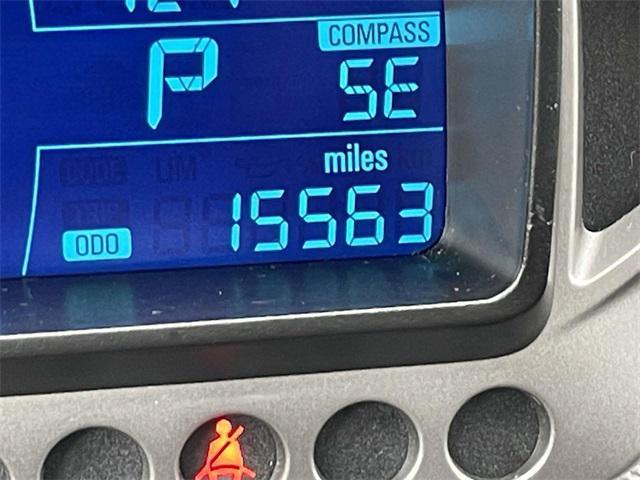 COMPASS
P SE
miles
ODO 15563